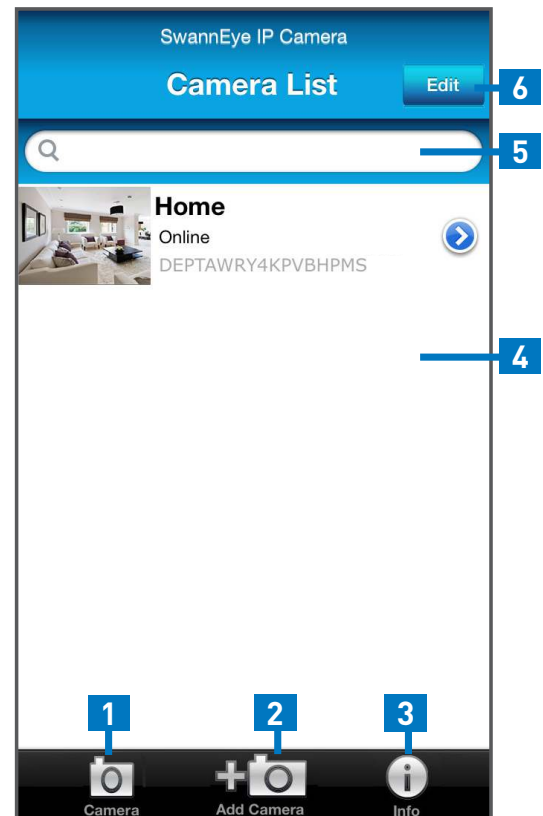 SwannEye IP Camera
Camera List
Edit
6
5
Home
Online
DEPTAWRY4KPVBHPMS
4
1
2
3
Camera
Add Camera
Info